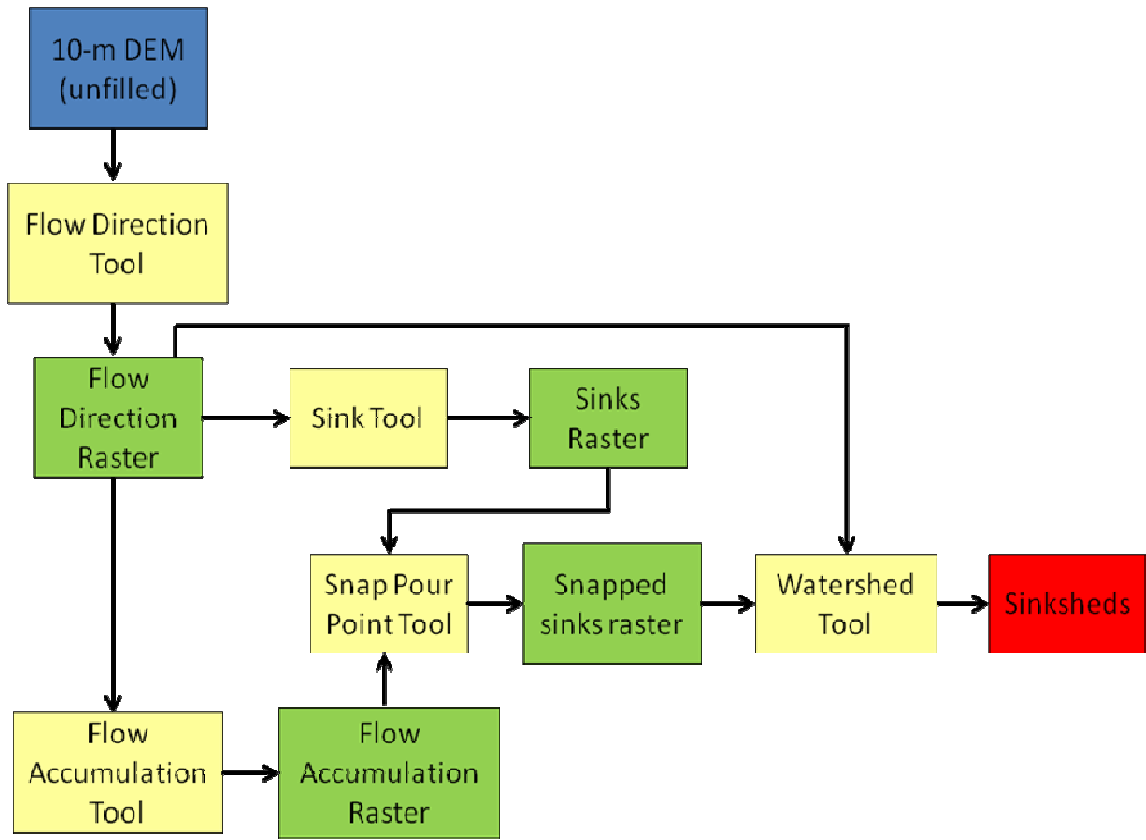 10-m DEM
(unfilled)
Flow Direction
Tool
Flow
Direction
Raster
Sink Tool
Sinks
Raster
Snap Pour
Point Tool
Snapped
sinks raster
Watershed
Tool
Sinksheds
Flow
Accumulation
Tool
Flow
Accumulation
Raster